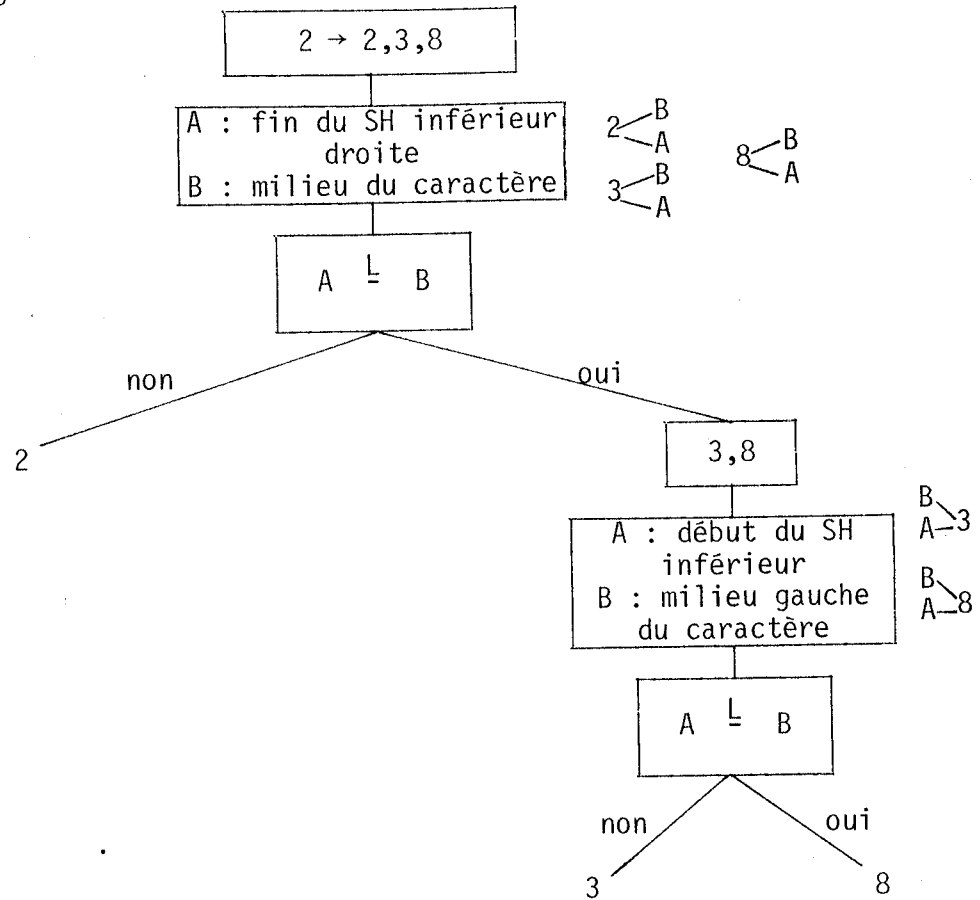 2 → 2,3,8
A : fin du SH inférieur
droite
B : milieu du caractère
2 B
A
3 B
A
8 B
A
A L= B
non
oui
2
3,8
A : début du SH
inférieur
B : milieu gauche
du caractère
B
A 3
B
A 8
A L= B
non
oui
3
8